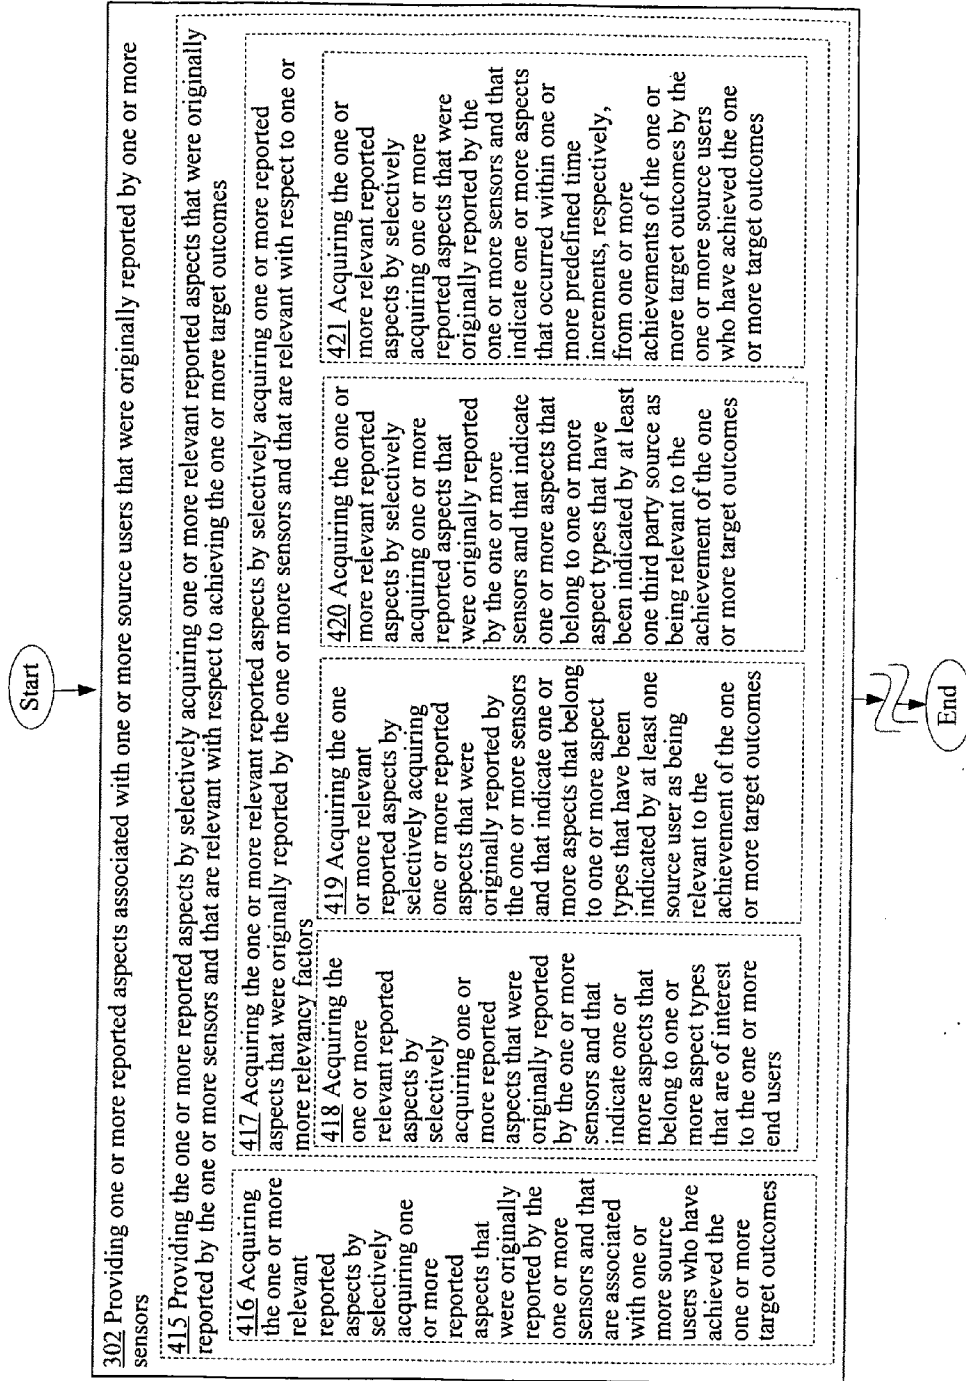 Start
302 Providing one or more reported aspects associated with one or more source users that were originally reported by one or more
sensors
415 Providing the one or more reported aspects by selectively acquiring one or more relevant reported aspects that were originally
reported by the one or more sensors and that are relevant with respect to achieving the one or more target outcomes
416 Acquiring
the one or more
relevant
reported
aspects by
selectively
acquiring one
or more
reported
aspects that
were originally
reported by the
one or more
sensors and that
are associated
with one or
more source
users who have
achieved the
one or more
target outcomes
417 Acquiring the one or more relevant reported aspects by selectively acquiring one or more reported
aspects that were originally reported by the one or more sensors and that are relevant with respect to one or
more relevancy factors
418 Acquiring the
one or more
relevant reported
aspects by
selectively
acquiring one or
more reported
aspects that were
originally reported
by the one or more
sensors and that
indicate one or
more aspects that
belong to one or
more aspect types
that are of interest
to the one or more
end users
419 Acquiring the one
or more relevant
reported aspects by
selectively acquiring
one or more reported
aspects that were
originally reported by
the one or more sensors
and that indicate one or
more aspects that belong
to one or more aspect
types that have been
indicated by at least one
source user as being
relevant to the
achievement of the one
or more target outcomes
420 Acquiring the one or
more relevant reported
aspects by selectively
acquiring one or more
reported aspects that
were originally reported
by the one or more
sensors and that indicate
one or more aspects that
belong to one or more
aspect types that have
been indicated by at least
one third party source as
being relevant to the
achievement of the one
or more target outcomes
421 Acquiring the one or
more relevant reported
aspects by selectively
acquiring one or more
reported aspects that were
originally reported by the
one or more sensors and that
indicate one or more aspects
that occurred within one or
more predefined time
increments, respectively,
from one or more
achievements of the one or
more target outcomes by the
one or more source users
who have achieved the one
or more target outcomes
End